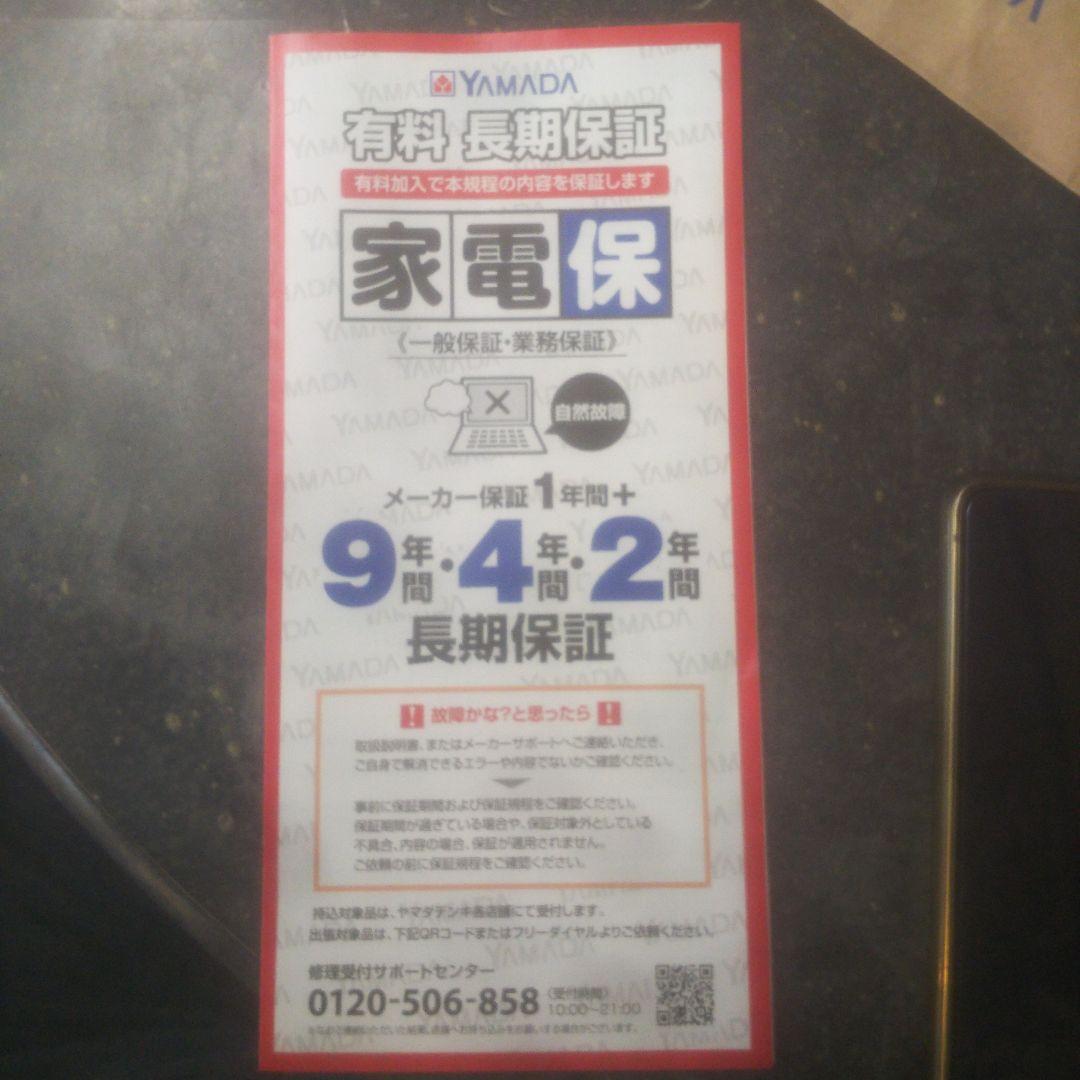 YAMADA
有料 長期保証
有料加入で本規程の内容を保証します
家電保
《一般保証・業務保証》
×
自然故障
メーカー保証1年間＋
9年間・4年間・2年間
長期保証
! 故障かな?と思ったら !
取扱説明書、またはメーカーサポートへご連絡いただき、
ご自身で解消できるエラーや内容でないかご確認ください。
事前に保証期間および保証規程をご確認ください。
保証期間が過ぎている場合や、保証対象外としている
不具合、内容の場合、保証が適用されません。
ご依頼の前に保証規程をご確認ください。
持込対象品は、ヤマダデンキ各店舗にて受付します。
出張対象品は、下記QRコードまたはフリーダイヤルよりご依頼ください。
修理受付サポートセンター
0120-506-858 《受付時間》 10:00～21:00